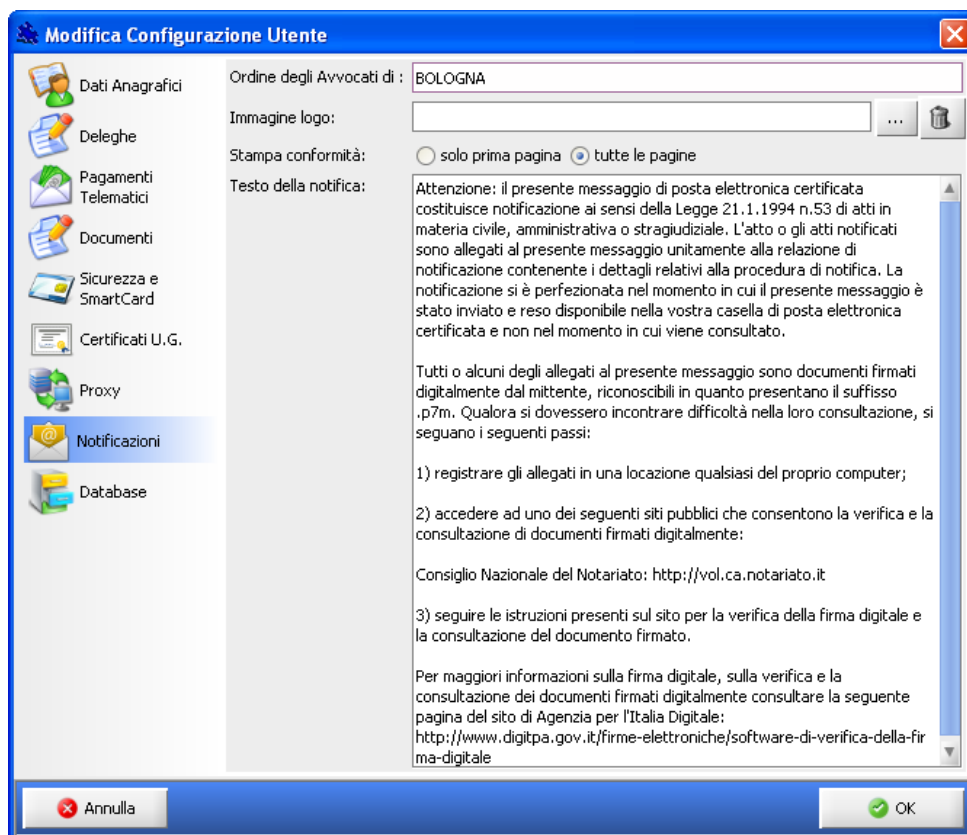 Modifica Configurazione Utente
Dati Anagrafici
Deleghe
Pagamenti
Telematici
Documenti
Sicurezza e
SmartCard
Certificati U.G.
Proxy
Notificazioni
Database
Ordine degli Avvocati di : BOLOGNA
Immagine logo: ...
Stampa conformità: solo prima pagina tutte le pagine
Testo della notifica:
Attenzione: il presente messaggio di posta elettronica certificata
costituisce notificazione ai sensi della Legge 21.1.1994 n.53 di atti in
materia civile, amministrativa o stragiudiziale. L'atto o gli atti notificati
sono allegati al presente messaggio unitamente alla relazione di
notificazione contenente i dettagli relativi alla procedura di notifica. La
notificazione si è perfezionata nel momento in cui il presente messaggio è
stato inviato e reso disponibile nella vostra casella di posta elettronica
certificata e non nel momento in cui viene consultato.
Tutti o alcuni degli allegati al presente messaggio sono documenti firmati
digitalmente dal mittente, riconoscibili in quanto presentano il suffisso
.p7m. Qualora si dovessero incontrare difficoltà nella loro consultazione, si
seguano i seguenti passi:
1) registrare gli allegati in una locazione qualsiasi del proprio computer;
2) accedere ad uno dei seguenti siti pubblici che consentono la verifica e la
consultazione di documenti firmati digitalmente:
Consiglio Nazionale del Notariato: http://vol.ca.notariato.it
3) seguire le istruzioni presenti sul sito per la verifica della firma digitale e
la consultazione del documento firmato.
Per maggiori informazioni sulla firma digitale, sulla verifica e la
consultazione dei documenti firmati digitalmente consultare la seguente
pagina del sito di Agenzia per l'Italia Digitale:
http://www.digitpa.gov.it/firme-elettroniche/software-di-verifica-della-fir
ma-digitale
Annulla
OK